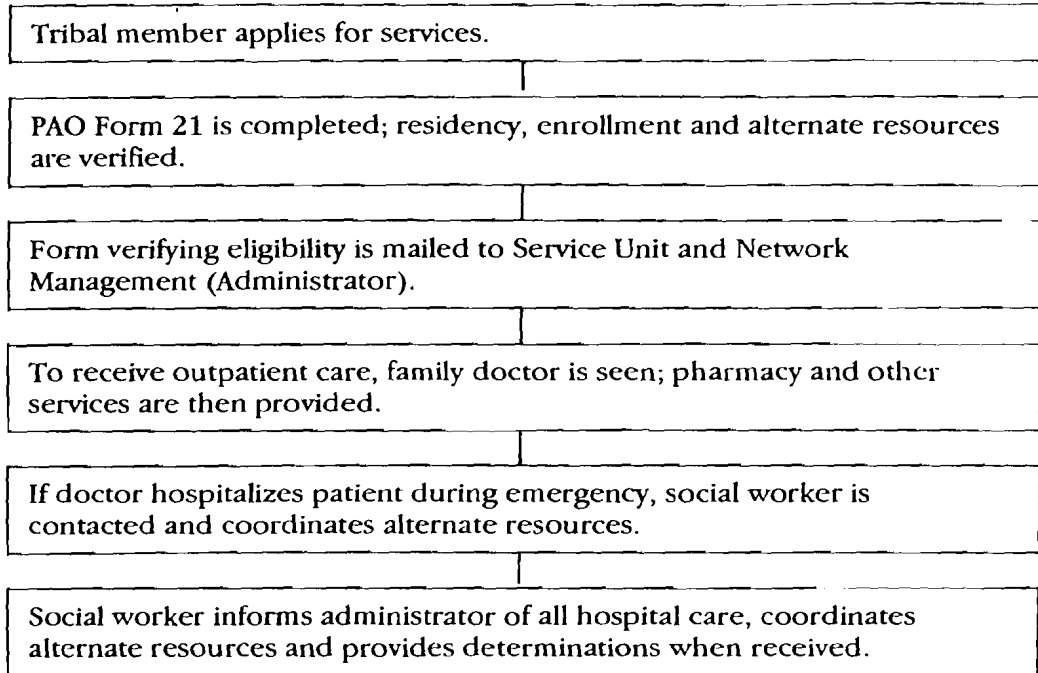 Tribal member applies for services.
PAO Form 21 is completed; residency, enrollment and alternate resources
are verified.
Form verifying eligibility is mailed to Service Unit and Network
Management (Administrator).
To receive outpatient care, family doctor is seen; pharmacy and other
services are then provided.
If doctor hospitalizes patient during emergency, social worker is
contacted and coordinates alternate resources.
Social worker informs administrator of all hospital care, coordinates
alternate resources and provides determinations when received.